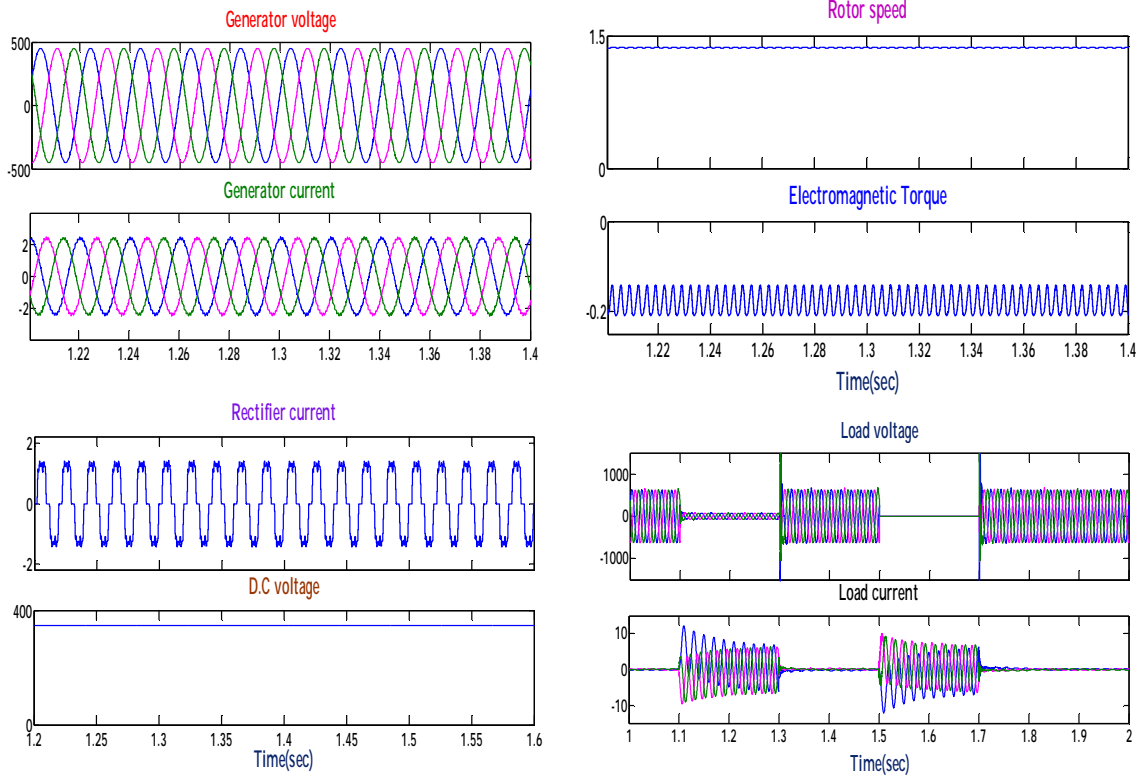 Generator voltage
500
0
-500
Generator current
2
0
-2
1.22 1.24 1.26 1.28 1.3 1.32 1.34 1.36 1.38 1.4
Rotor speed
1.5
0
Electromagnetic Torque
0
-0.2
1.22 1.24 1.26 1.28 1.3 1.32 1.34 1.36 1.38 1.4
Time(sec)
Rectifier current
2
0
-2
D.C voltage
400
0
1.2 1.25 1.3 1.35 1.4 1.45 1.5 1.55 1.6
Time(sec)
Load voltage
1000
0
-1000
Load current
10
0
-10
1 1.1 1.2 1.3 1.4 1.5 1.6 1.7 1.8 1.9 2
Time(sec)